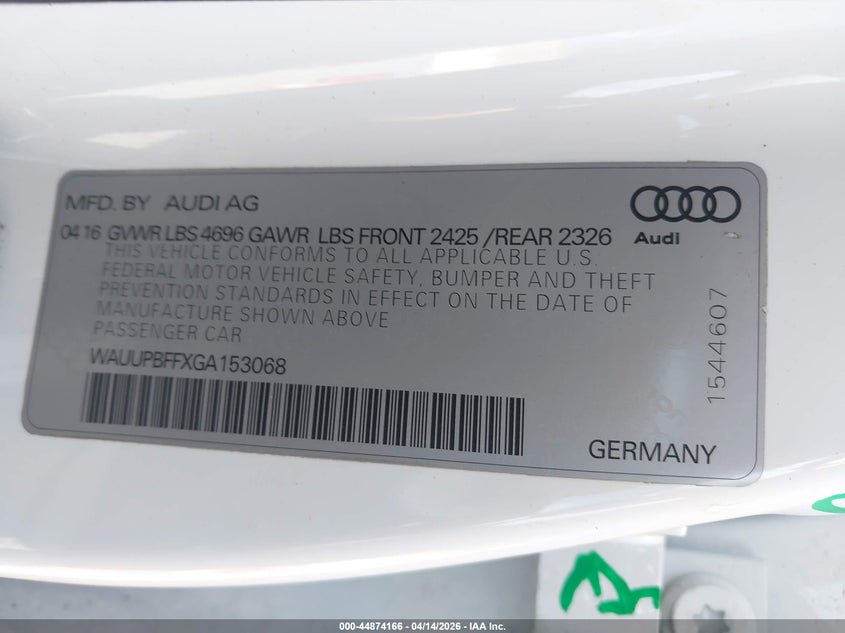 MFD. BY AUDI AG
04 16 GVWR LBS 4696 GAWR LBS FRONT 2425 /REAR 2326
THIS VEHICLE CONFORMS TO ALL APPLICABLE U.S.
FEDERAL MOTOR VEHICLE SAFETY, BUMPER AND THEFT
PREVENTION STANDARDS IN EFFECT ON THE DATE OF
MANUFACTURE SHOWN ABOVE
PASSENGER CAR
WAUUPBFFXGA153068
Audi
1544607
GERMANY
000-44874166 - 04/14/2026 - IAA Inc.